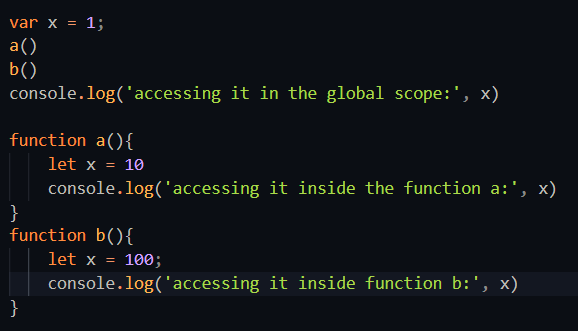 var x = 1;
a()
b()
console.log('accessing it in the global scope:', x)

function a(){
    let x = 10
    console.log('accessing it inside the function a:', x)
}
function b(){
    let x = 100;
    console.log('accessing it inside function b:', x)
}